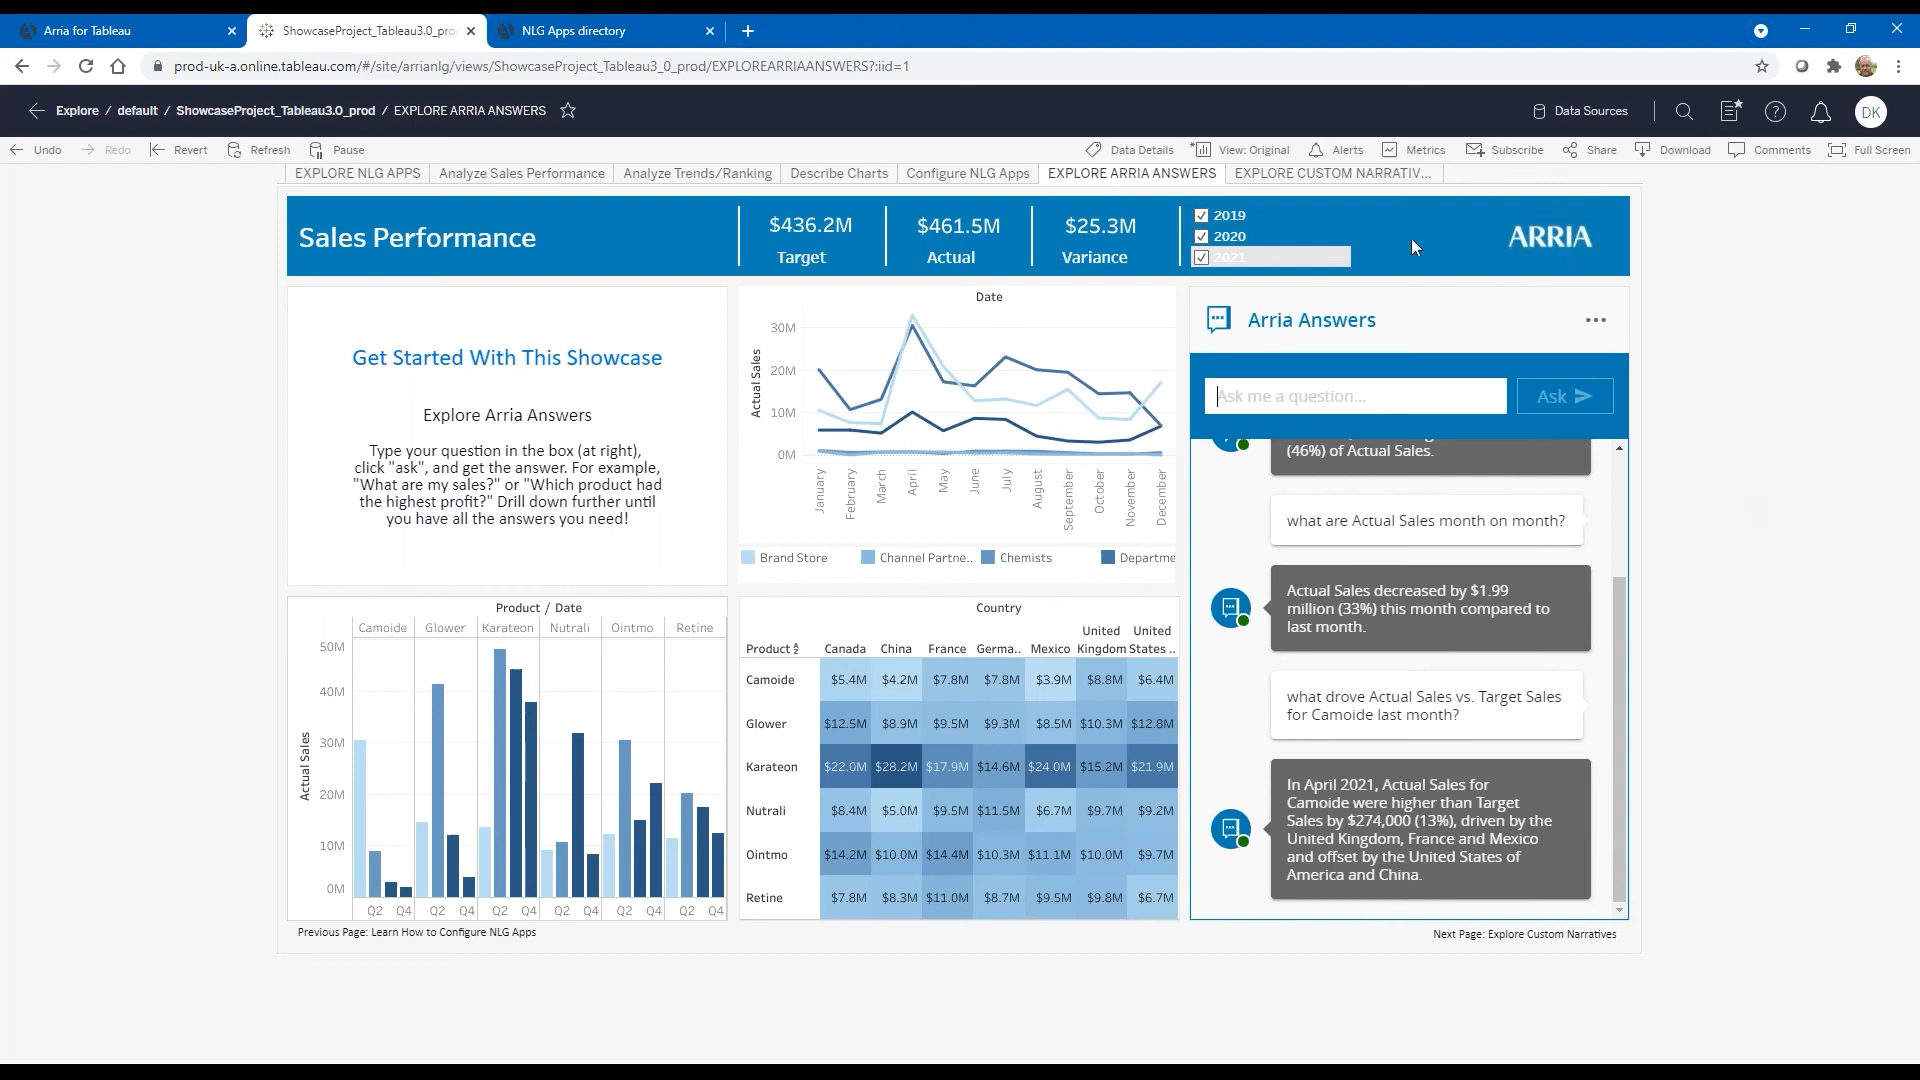 Arria for Tableau
ShowcaseProject_Tableau3.0_pro
NLG Apps directory
prod-uk-a.online.tableau.com/#/site/arrianlg/views/ShowcaseProject_Tableau3_0_prod/EXPLOREARRIAANSWERS?:iid=1
Explore / default / ShowcaseProject_Tableau3.0_prod / EXPLORE ARRIA ANSWERS
Data Sources
DK
Undo
Redo
Revert
Refresh
Pause
Data Details
View: Original
Alerts
Metrics
Subscribe
Share
Download
Comments
Full Screen
EXPLORE NLG APPS
Analyze Sales Performance
Analyze Trends/Ranking
Describe Charts
Configure NLG Apps
EXPLORE ARRIA ANSWERS
EXPLORE CUSTOM NARRATIV...
Sales Performance
$436.2M
Target
$461.5M
Actual
$25.3M
Variance
2019
2020
2021
ARRIA
Get Started With This Showcase
Explore Arria Answers
Type your question in the box (at right),
click "ask", and get the answer. For example,
"What are my sales?" or "Which product had
the highest profit?" Drill down further until
you have all the answers you need!
Date
Actual Sales
30M
20M
10M
0M
January
February
March
April
May
June
July
August
September
October
November
December
Brand Store
Channel Partne..
Chemists
Departme
Arria Answers
Ask me a question...
Ask
(46%) of Actual Sales.
what are Actual Sales month on month?
Actual Sales decreased by $1.99
million (33%) this month compared to
last month.
what drove Actual Sales vs. Target Sales
for Camoide last month?
In April 2021, Actual Sales for
Camoide were higher than Target
Sales by $274,000 (13%), driven by the
United Kingdom, France and Mexico
and offset by the United States of
America and China.
Product / Date
Camoide Glower Karateon Nutrali Ointmo Retine
Actual Sales
50M
40M
30M
20M
10M
0M
Q2 Q4 Q2 Q4 Q2 Q4 Q2 Q4 Q2 Q4 Q2 Q4
Country
United United
Product Canada China France Germa.. Mexico Kingdom States ..
Camoide $5.4M $4.2M $7.8M $7.8M $3.9M $8.8M $6.4M
Glower $12.5M $8.9M $9.5M $9.3M $8.5M $10.3M $12.8M
Karateon $22.0M $28.2M $17.9M $14.6M $24.0M $15.2M $21.9M
Nutrali $8.4M $5.0M $9.5M $11.5M $6.7M $9.7M $9.2M
Ointmo $14.2M $10.0M $14.4M $10.3M $11.1M $10.0M $9.7M
Retine $7.8M $8.3M $11.0M $8.7M $9.5M $9.8M $6.7M
Previous Page: Learn How to Configure NLG Apps
Next Page: Explore Custom Narratives